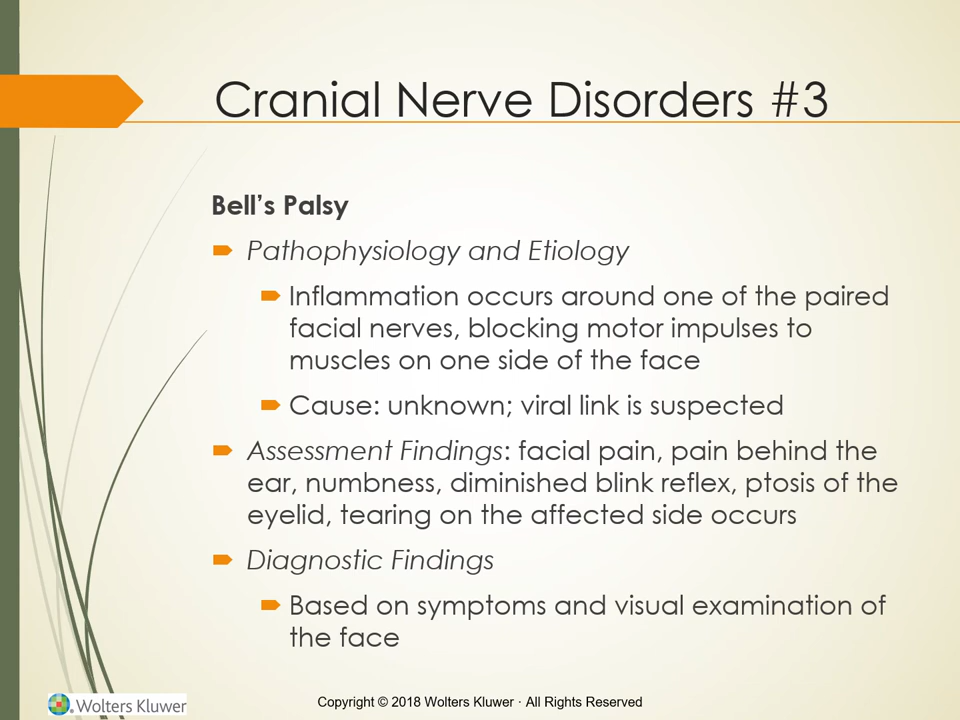 Cranial Nerve Disorders #3
Bell’s Palsy
Pathophysiology and Etiology
Inflammation occurs around one of the paired
facial nerves, blocking motor impulses to
muscles on one side of the face
Cause: unknown; viral link is suspected
Assessment Findings: facial pain, pain behind the
ear, numbness, diminished blink reflex, ptosis of the
eyelid, tearing on the affected side occurs
Diagnostic Findings
Based on symptoms and visual examination of
the face
Wolters Kluwer
Copyright © 2018 Wolters Kluwer · All Rights Reserved